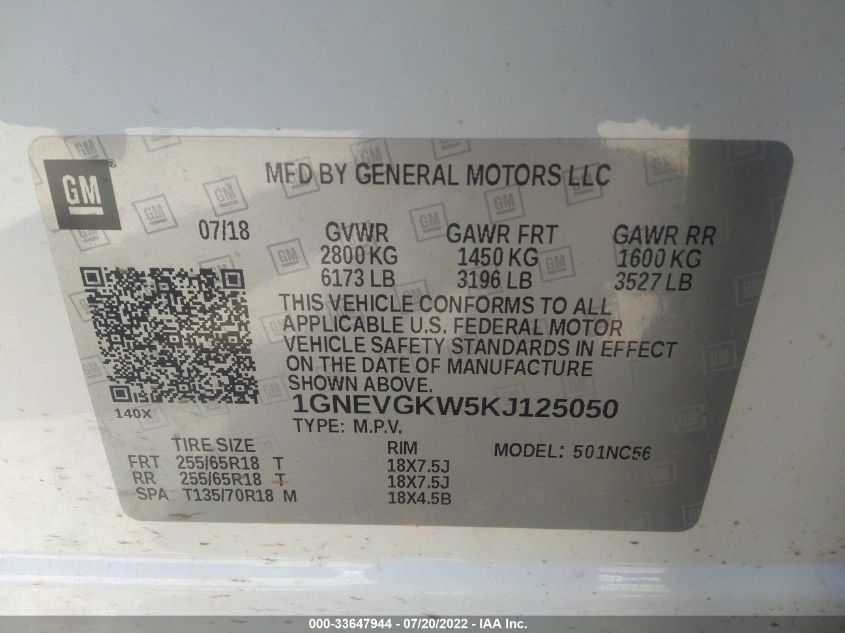 GM
MFD BY GENERAL MOTORS LLC
07/18 GVWR GAWR FRT GAWR RR
2800 KG 1450 KG 1600 KG
6173 LB 3196 LB 3527 LB
THIS VEHICLE CONFORMS TO ALL
APPLICABLE U.S. FEDERAL MOTOR
VEHICLE SAFETY STANDARDS IN EFFECT
ON THE DATE OF MANUFACTURE
SHOWN ABOVE.
140X
1GNEVGKW5KJ125050
TYPE: M.P.V.
TIRE SIZE RIM MODEL: 501NC56
FRT 255/65R18 T 18X7.5J
RR 255/65R18 T 18X7.5J
SPA T135/70R18 M 18X4.5B
000-33647944 - 07/20/2022 - IAA Inc.